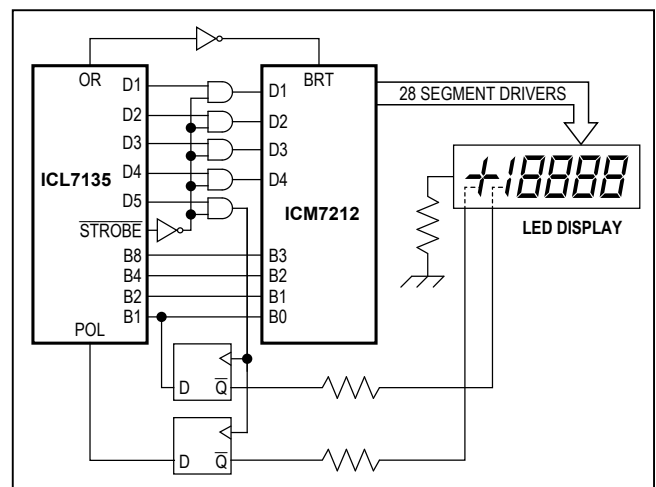 OR
D1
D2
D3
D4
D5
ICL7135
STROBE
B8
B4
B2
B1
POL
BRT
D1
D2
D3
D4
ICM7212
B3
B2
B1
B0
28 SEGMENT DRIVERS
+18888
LED DISPLAY
D Q
D Q